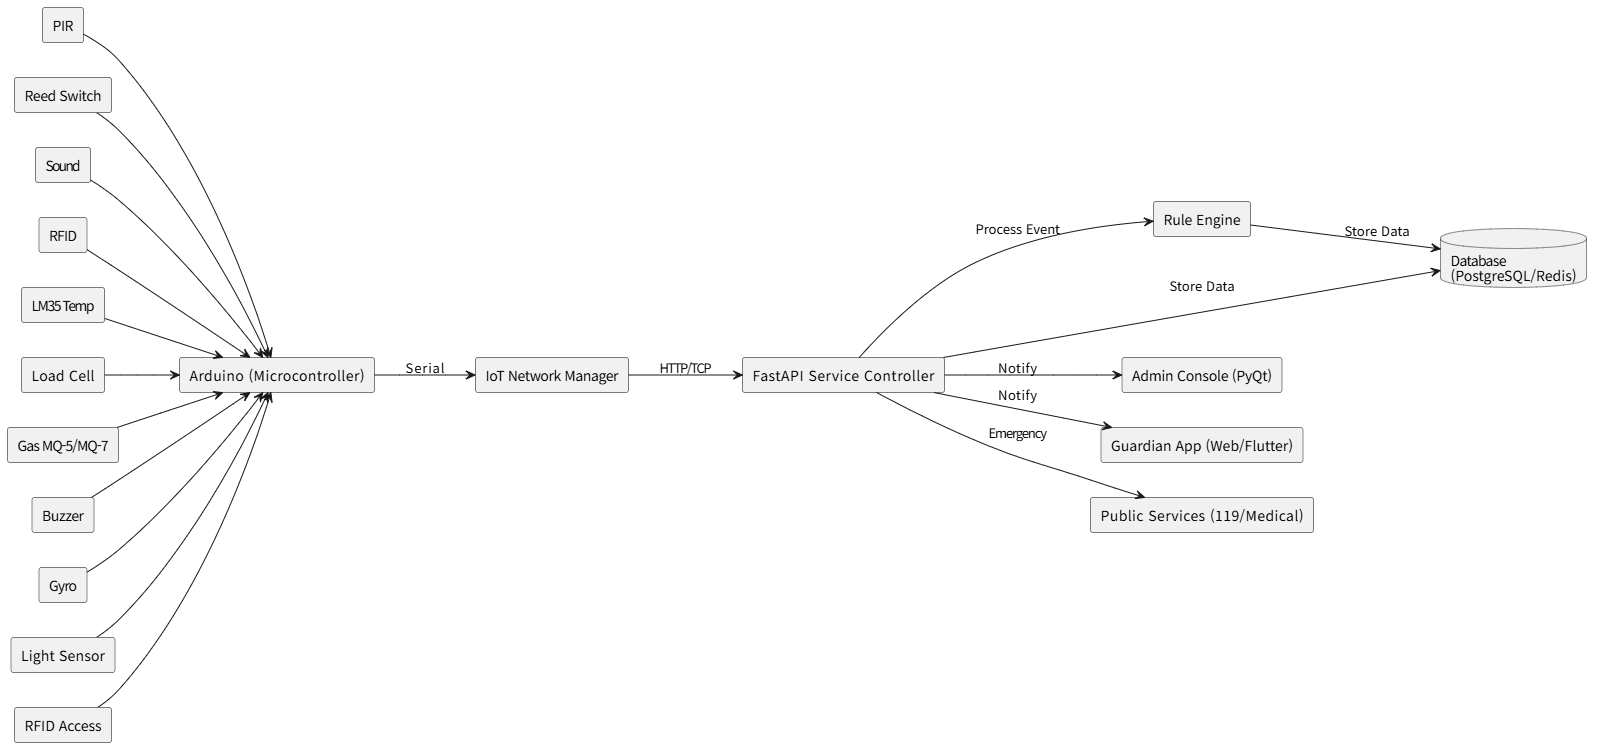 PIR
Reed Switch
Sound
RFID
LM35 Temp
Load Cell
Gas MQ-5/MQ-7
Buzzer
Gyro
Light Sensor
RFID Access
Arduino (Microcontroller)
Serial
IoT Network Manager
HTTP/TCP
FastAPI Service Controller
Process Event
Store Data
Notify
Notify
Emergency
Rule Engine
Admin Console (PyQt)
Guardian App (Web/Flutter)
Public Services (119/Medical)
Store Data
Database
(PostgreSQL/Redis)